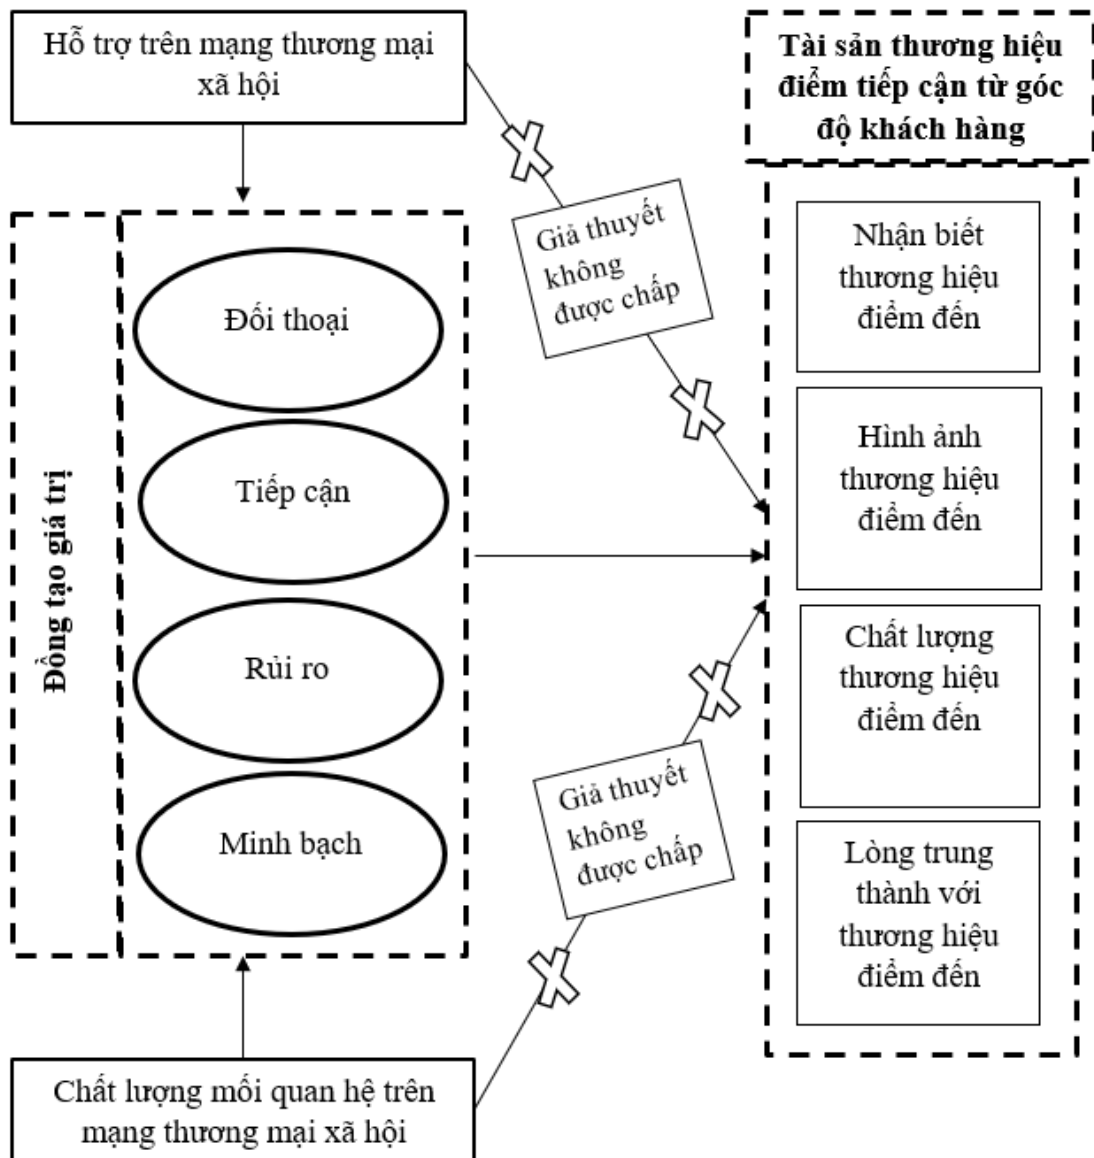 Hỗ trợ trên mạng thương mại
xã hội
Tài sản thương hiệu
điểm tiếp cận từ góc
độ khách hàng
Giả thuyết
không
được chấp
Đồng tạo giá trị
Đối thoại
Tiếp cận
Rủi ro
Minh bạch
Nhận biết
thương hiệu
điểm đến
Hình ảnh
thương hiệu
điểm đến
Chất lượng
thương hiệu
điểm đến
Lòng trung
thành với
thương hiệu
điểm đến
Giả thuyết
không
được chấp
Chất lượng mối quan hệ trên
mạng thương mại xã hội